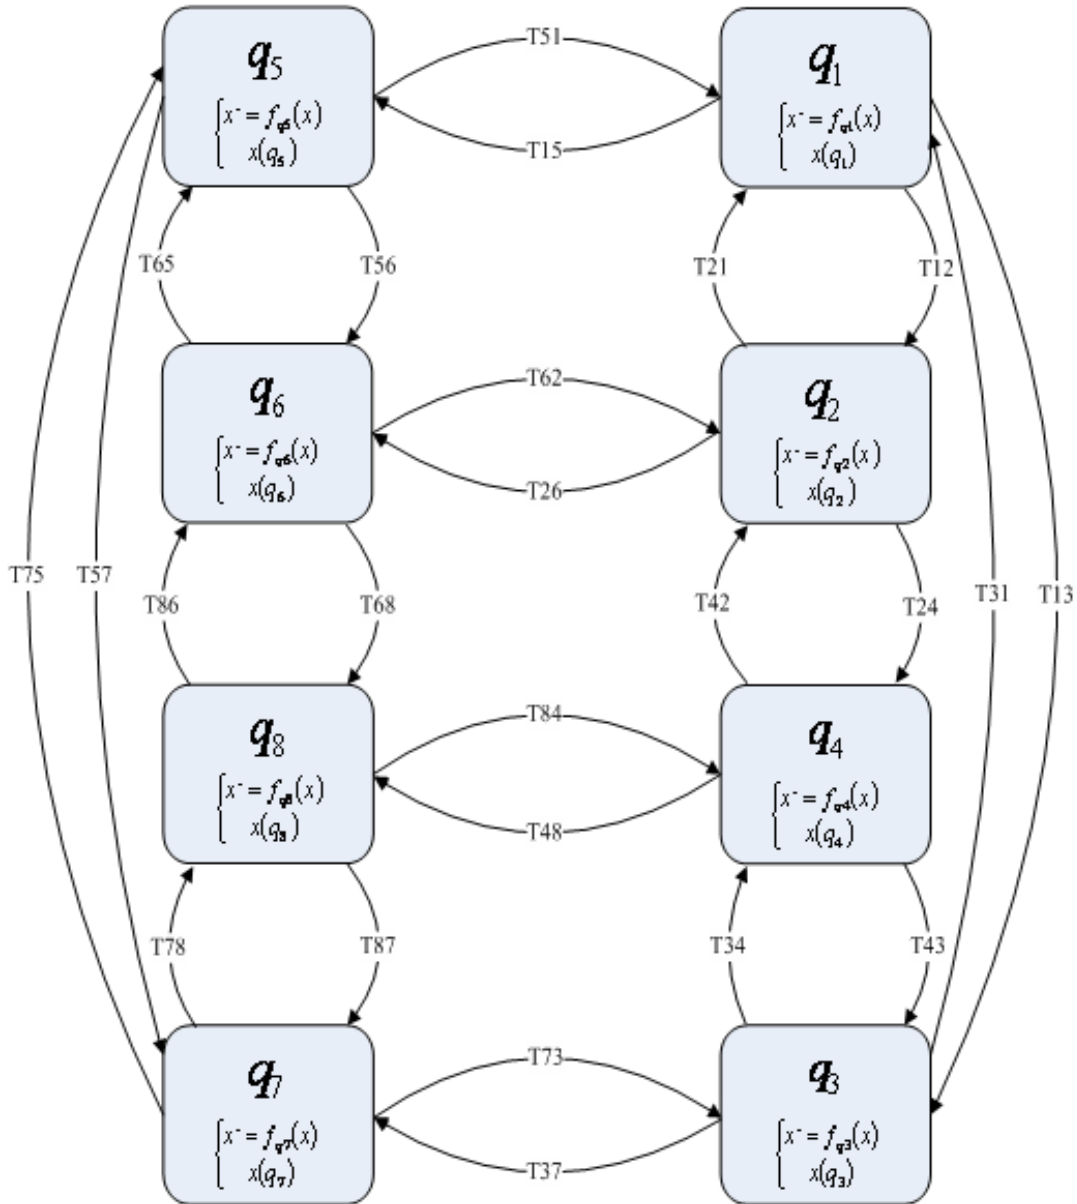 q5
x· = fq5(x)
x(q5)
T51
T15
q1
x· = fq1(x)
x(q1)
T65
T56
T21
T12
q6
x· = fq6(x)
x(q6)
T62
T26
q2
x· = fq2(x)
x(q2)
T75
T57
T86
T68
T42
T24
T31
T13
q8
x· = fq8(x)
x(q8)
T84
T48
q4
x· = fq4(x)
x(q4)
T78
T87
T34
T43
q7
x· = fq7(x)
x(q7)
T73
T37
q3
x· = fq3(x)
x(q3)